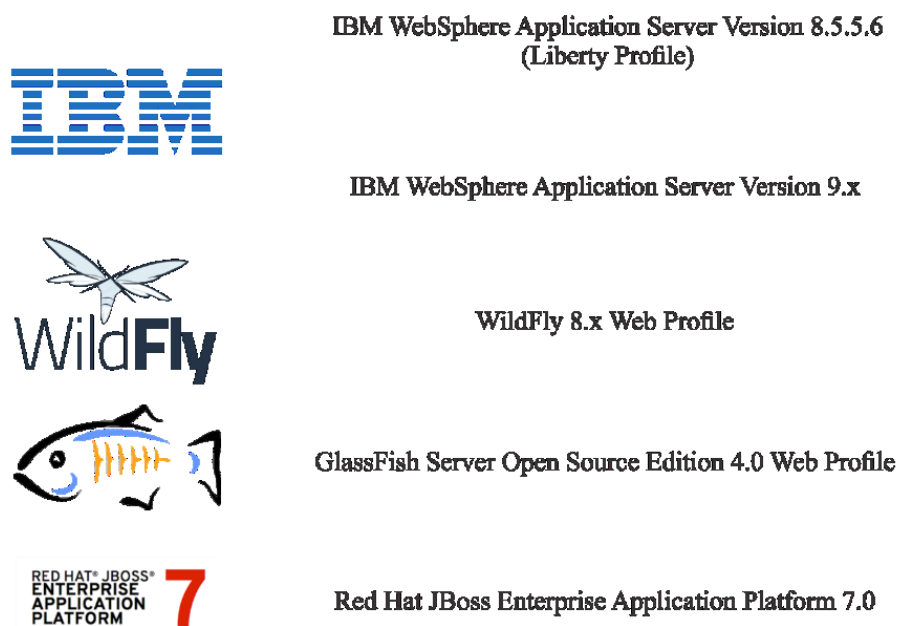 IBM WebSphere Application Server Version 8.5.5.6
(Liberty Profile)
IBM
IBM WebSphere Application Server Version 9.x
WildFly
WildFly 8.x Web Profile
GlassFish Server Open Source Edition 4.0 Web Profile
RED HAT® JBOSS®
ENTERPRISE
APPLICATION
PLATFORM
7
Red Hat JBoss Enterprise Application Platform 7.0